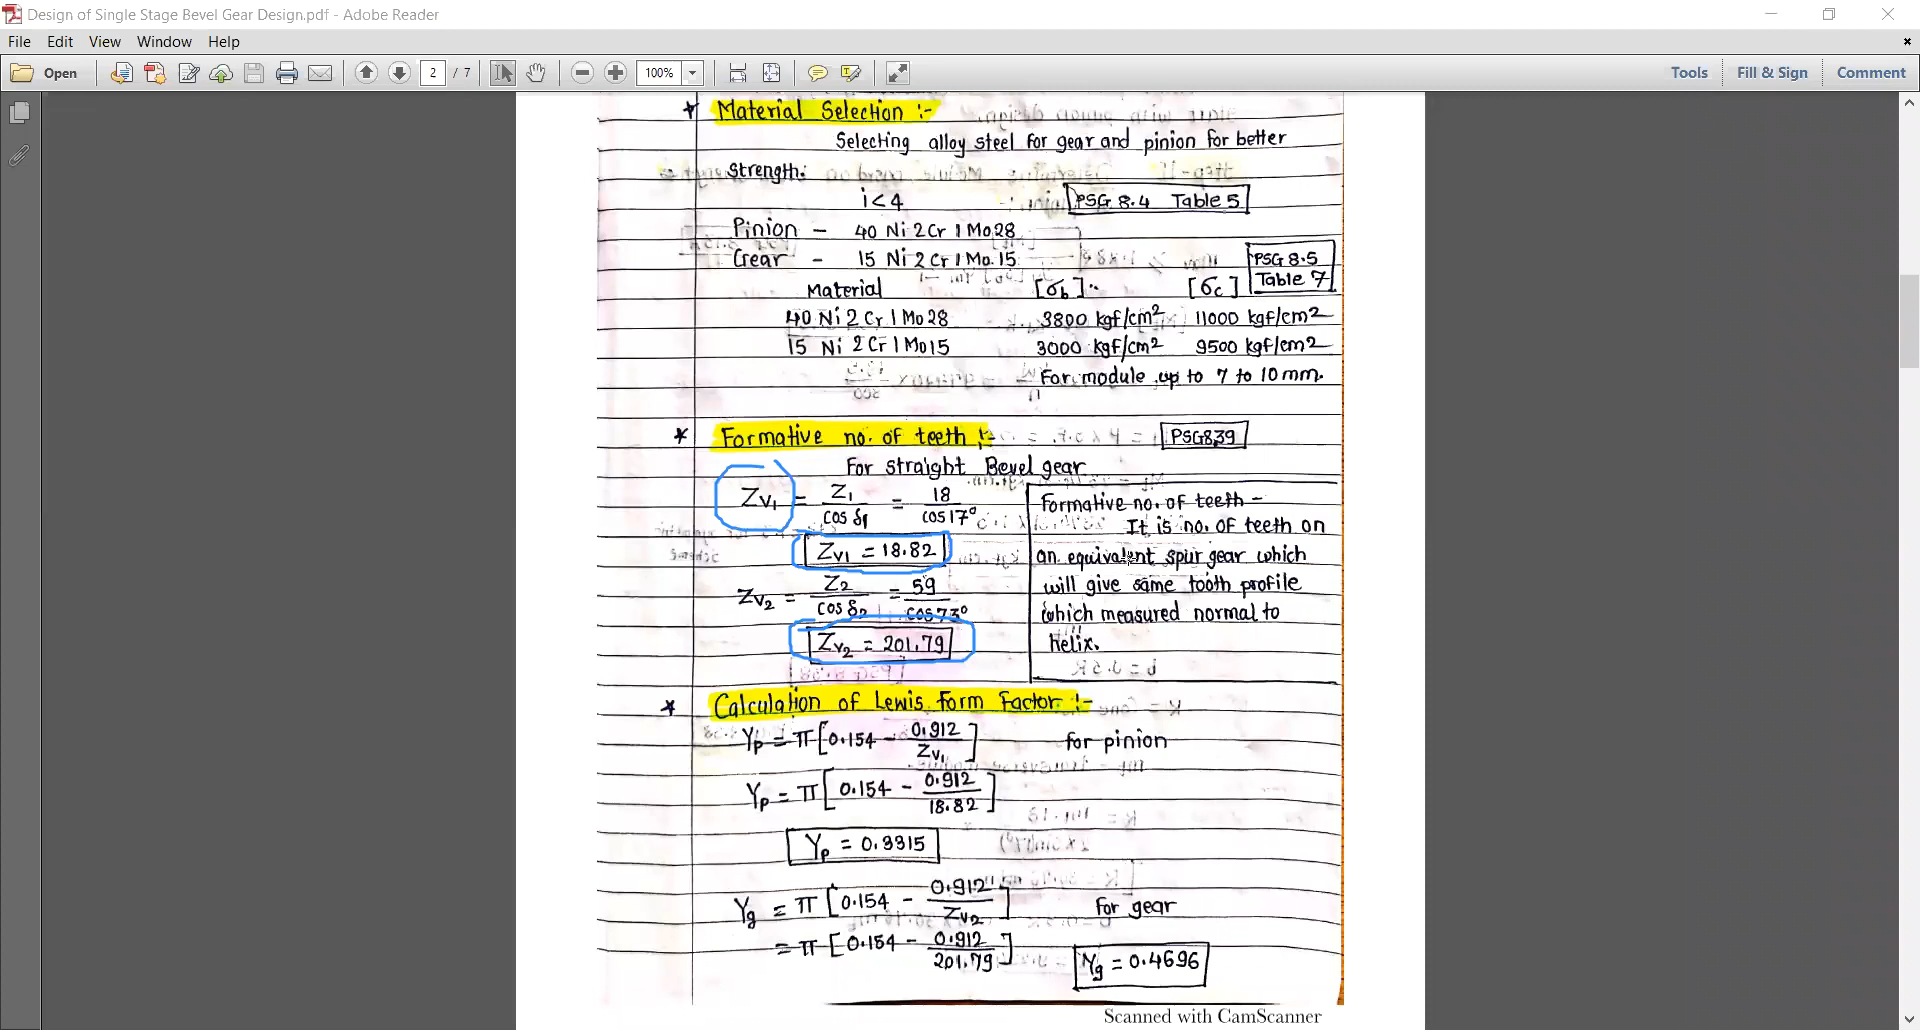 Design of Single Stage Bevel Gear Design.pdf - Adobe Reader
File Edit View Window Help
Open 2 / 7 100% Tools Fill & Sign Comment
* Material Selection :-
Selecting alloy steel for gear and pinion for better
Strength.
i < 4 PSG 8.4 Table 5
Pinion - 40 Ni 2 Cr 1 Mo 28
Gear - 15 Ni 2 Cr 1 Mo 15 PSG 8.5 Table 7
Material [σb] [σc]
40 Ni 2 Cr 1 Mo 28 3800 kgf/cm² 11000 kgf/cm²
15 Ni 2 Cr 1 Mo 15 3000 kgf/cm² 9500 kgf/cm²
For module up to 7 to 10 mm.
* Formative no. of teeth :- PSG 8.39
For straight Bevel gear
Zv1 = Z1 / cos δ1 = 18 / cos 17°
Zv1 = 18.82
Zv2 = Z2 / cos δ2 = 59 / cos 73°
Zv2 = 201.79
Formative no. of teeth -
It is no. of teeth on
an equivalent spur gear which
will give same tooth profile
which measured normal to
helix.
* Calculation of Lewis Form Factor :-
Yp = π [0.154 - 0.912 / Zv1] for pinion
Yp = π [0.154 - 0.912 / 18.82]
Yp = 0.3315
Yg = π [0.154 - 0.912 / Zv2] for gear
= π [0.154 - 0.912 / 201.79]
Yg = 0.4696
Scanned with CamScanner